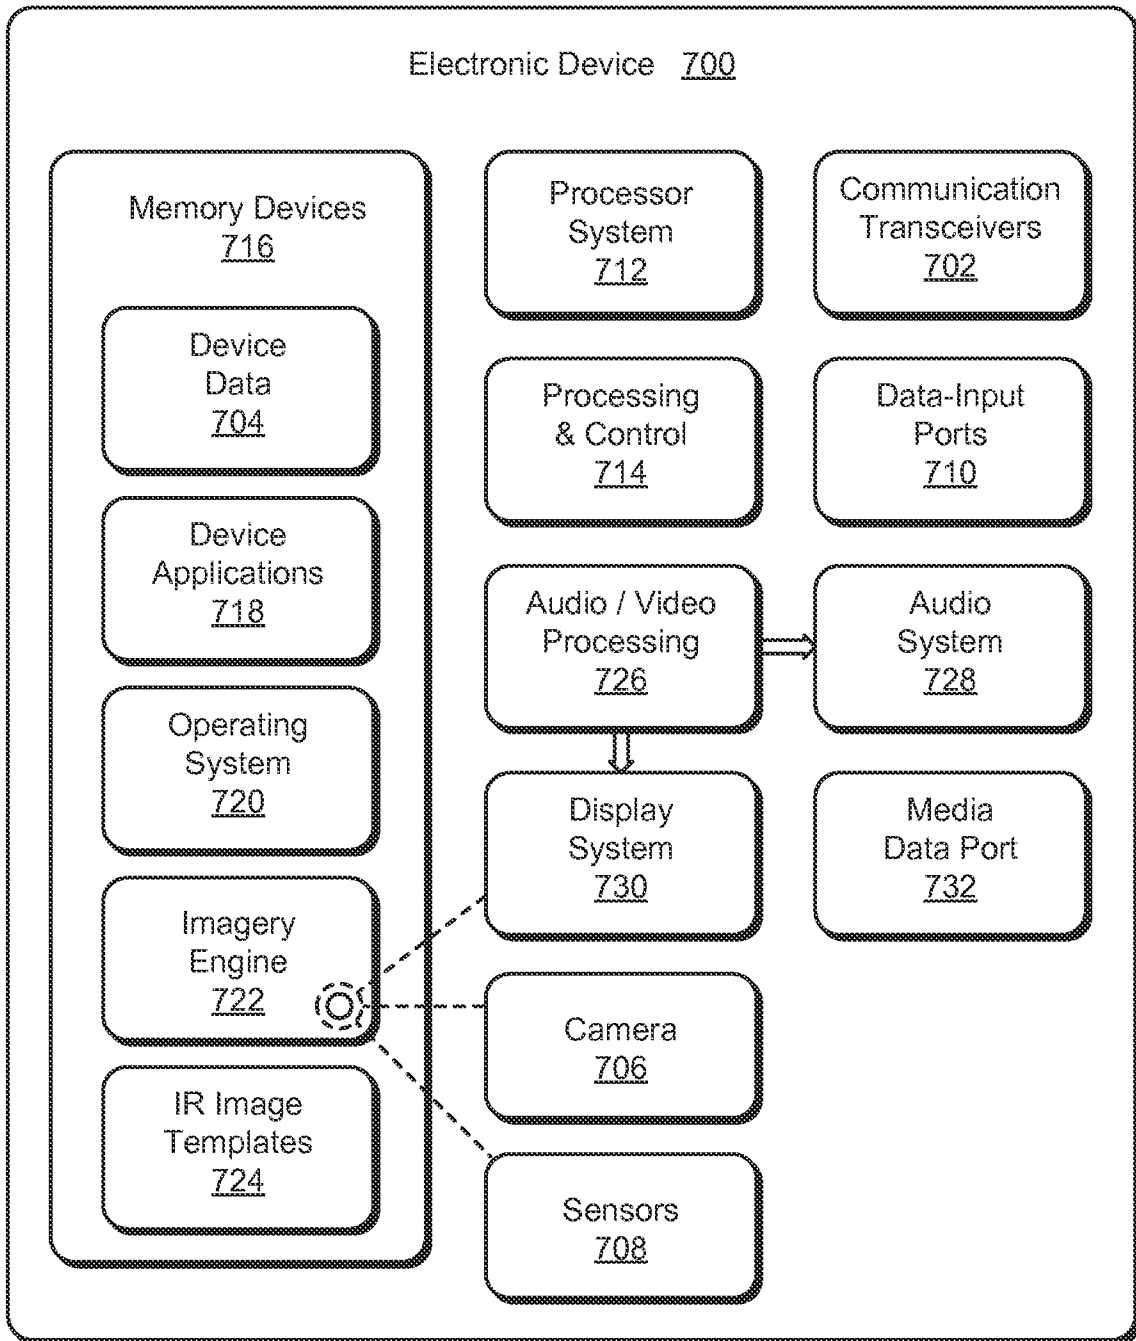 Electronic Device 700
Memory Devices
716
Device
Data
704
Device
Applications
718
Operating
System
720
Imagery
Engine
722
IR Image
Templates
724
Processor
System
712
Communication
Transceivers
702
Processing
& Control
714
Data-Input
Ports
710
Audio / Video
Processing
726
Audio
System
728
Display
System
730
Media
Data Port
732
Camera
706
Sensors
708